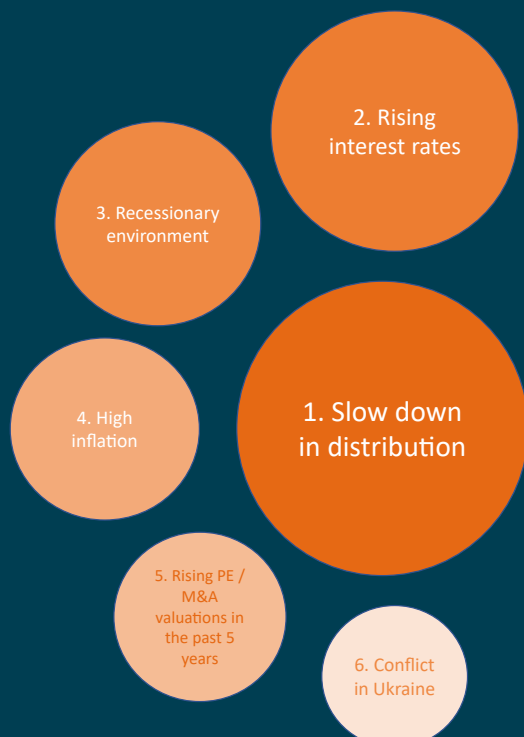 2. Rising
interest rates
3. Recessionary
environment
1. Slow down
in distribution
4. High
inflation
5. Rising PE /
M&A
valuations in
the past 5
years
6. Conflict
in Ukraine